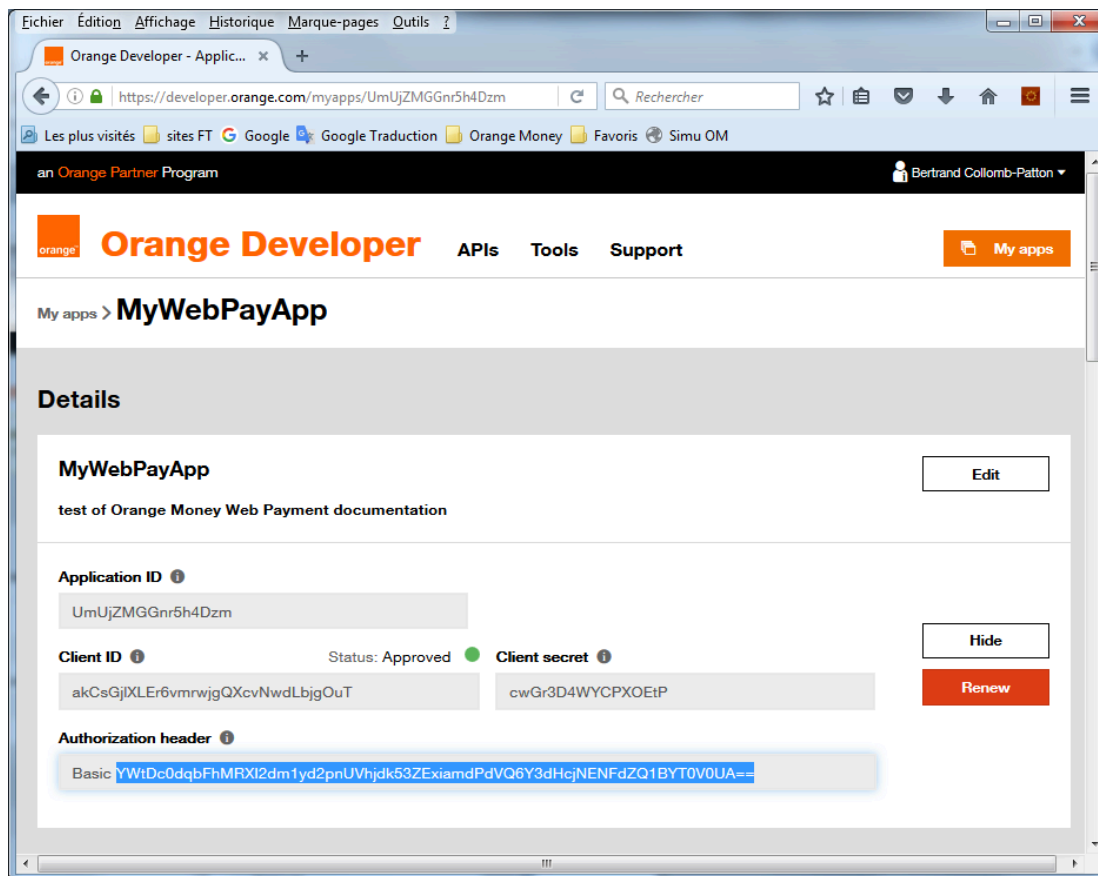 Fichier Édition Affichage Historique Marque-pages Outils ?
Orange Developer - Applic... × +
https://developer.orange.com/myapps/UmUjZMGGnr5h4Dzm Rechercher
Les plus visités sites FT Google Google Traduction Orange Money Favoris Simu OM
an Orange Partner Program Bertrand Collomb-Patton
orange Orange Developer APIs Tools Support My apps
My apps > MyWebPayApp
Details
MyWebPayApp Edit
test of Orange Money Web Payment documentation
Application ID
UmUjZMGGnr5h4Dzm
Hide
Client ID Status: Approved Client secret
akCsGjlXLEr6vmrwjgQXcvNwdLbjgOuT cwGr3D4WYCPXOEtP Renew
Authorization header
Basic YWtDc0dqbFhMRXI2dm1yd2pnUVhjdk53ZExiamdPdVQ6Y3dHcjNENFdZQ1BYT0V0UA==